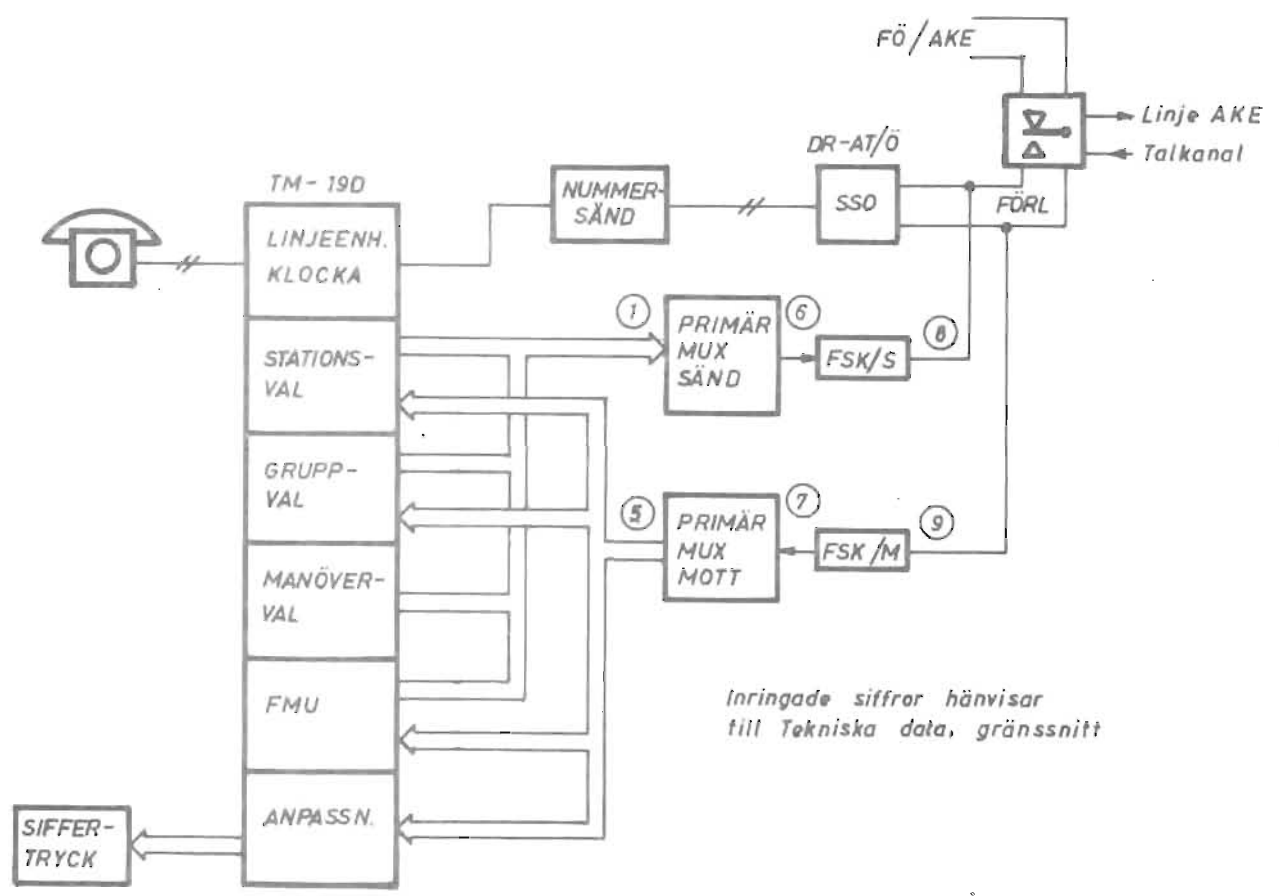 FÖ/AKE
Linje AKE
Talkanal
DR-AT/Ö
SSO
FÖRL
NUMMER-
SÄND
TM-19D
LINJEENH.
KLOCKA
STATIONS-
VAL
GRUPP-
VAL
MANÖVER-
VAL
FMU
ANPASSN.
SIFFER-
TRYCK
1
PRIMÄR
MUX
SÄND
6
FSK/S
8
5
PRIMÄR
MUX
MOTT
7
FSK/M
9
Inringade siffror hänvisar
till Tekniska data, gränssnitt